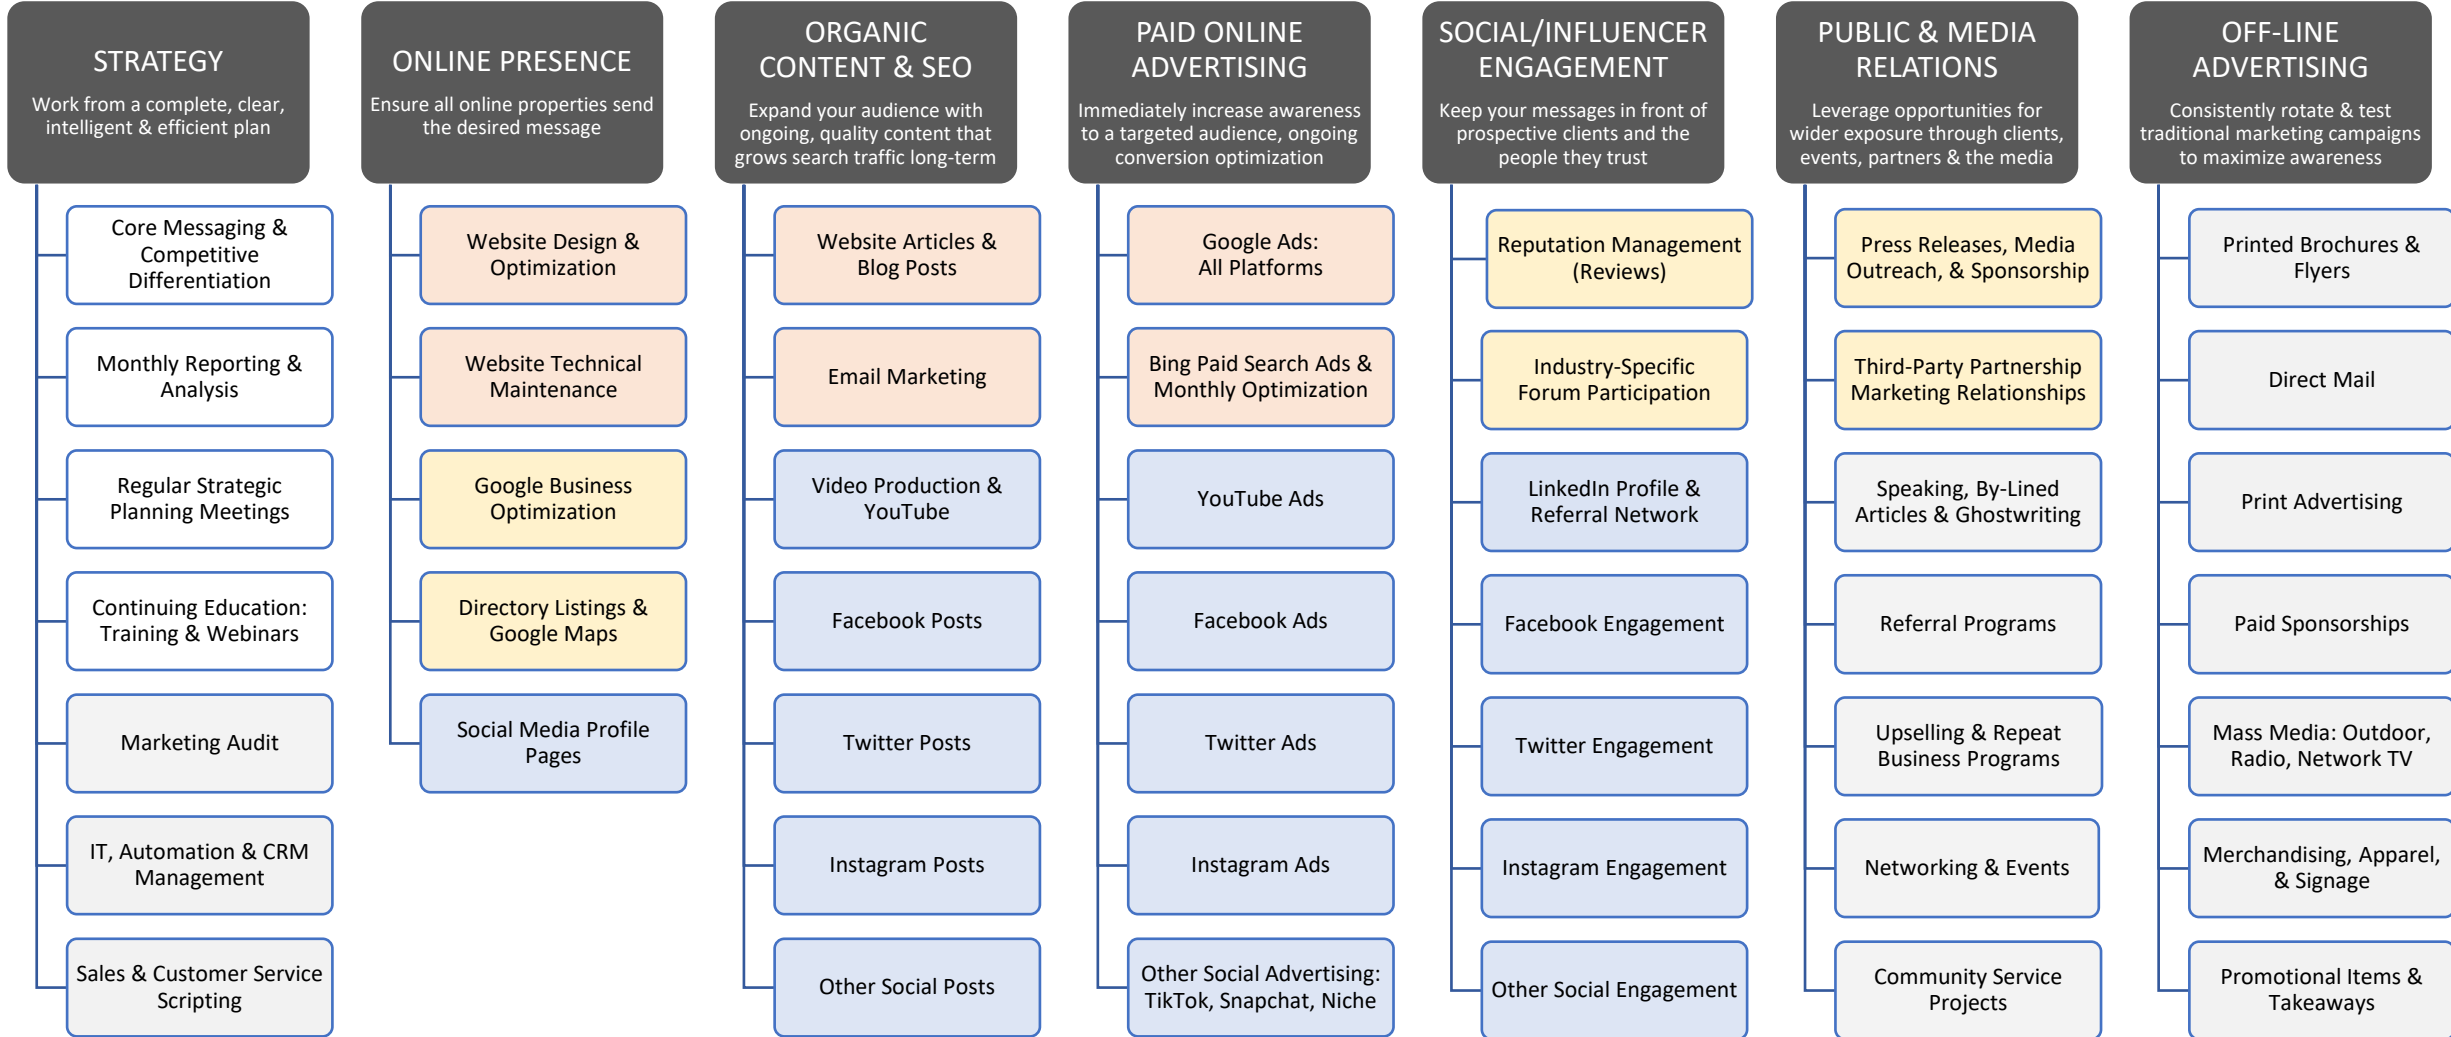 STRATEGY
Work from a complete, clear,
intelligent & efficient plan
Core Messaging &
Competitive
Differentiation
Monthly Reporting &
Analysis
Regular Strategic
Planning Meetings
Continuing Education:
Training & Webinars
Marketing Audit
IT, Automation & CRM
Management
Sales & Customer Service
Scripting
ONLINE PRESENCE
Ensure all online properties send
the desired message
Website Design &
Optimization
Website Technical
Maintenance
Google Business
Optimization
Directory Listings &
Google Maps
Social Media Profile
Pages
ORGANIC
CONTENT & SEO
Expand your audience with
ongoing, quality content that
grows search traffic long-term
Website Articles &
Blog Posts
Email Marketing
Video Production &
YouTube
Facebook Posts
Twitter Posts
Instagram Posts
Other Social Posts
PAID ONLINE
ADVERTISING
Immediately increase awareness
to a targeted audience, ongoing
conversion optimization
Google Ads:
All Platforms
Bing Paid Search Ads &
Monthly Optimization
YouTube Ads
Facebook Ads
Twitter Ads
Instagram Ads
Other Social Advertising:
TikTok, Snapchat, Niche
SOCIAL/INFLUENCER
ENGAGEMENT
Keep your messages in front of
prospective clients and the
people they trust
Reputation Management
(Reviews)
Industry-Specific
Forum Participation
LinkedIn Profile &
Referral Network
Facebook Engagement
Twitter Engagement
Instagram Engagement
Other Social Engagement
PUBLIC & MEDIA
RELATIONS
Leverage opportunities for
wider exposure through clients,
events, partners & the media
Press Releases, Media
Outreach, & Sponsorship
Third-Party Partnership
Marketing Relationships
Speaking, By-Lined
Articles & Ghostwriting
Referral Programs
Upselling & Repeat
Business Programs
Networking & Events
Community Service
Projects
OFF-LINE
ADVERTISING
Consistently rotate & test
traditional marketing campaigns
to maximize awareness
Printed Brochures &
Flyers
Direct Mail
Print Advertising
Paid Sponsorships
Mass Media: Outdoor,
Radio, Network TV
Merchandising, Apparel,
& Signage
Promotional Items &
Takeaways